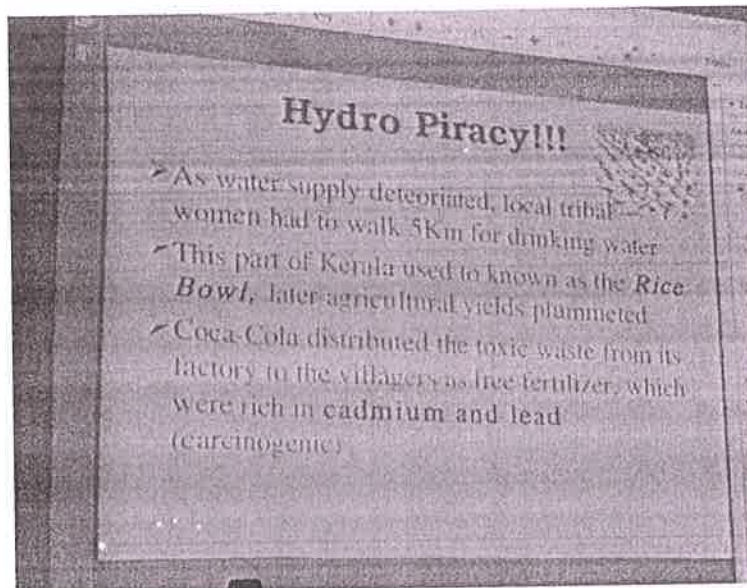 Hydro Piracy!!!
➤As water supply deteoriated, local tribal
women had to walk 5Km for drinking water
➤This part of Kerala used to known as the Rice
Bowl, later agricultural yields plummeted
➤Coca-Cola distributed the toxic waste from its
factory to the villagers as free fertilizer, which
were rich in cadmium and lead
(carcinogenic)